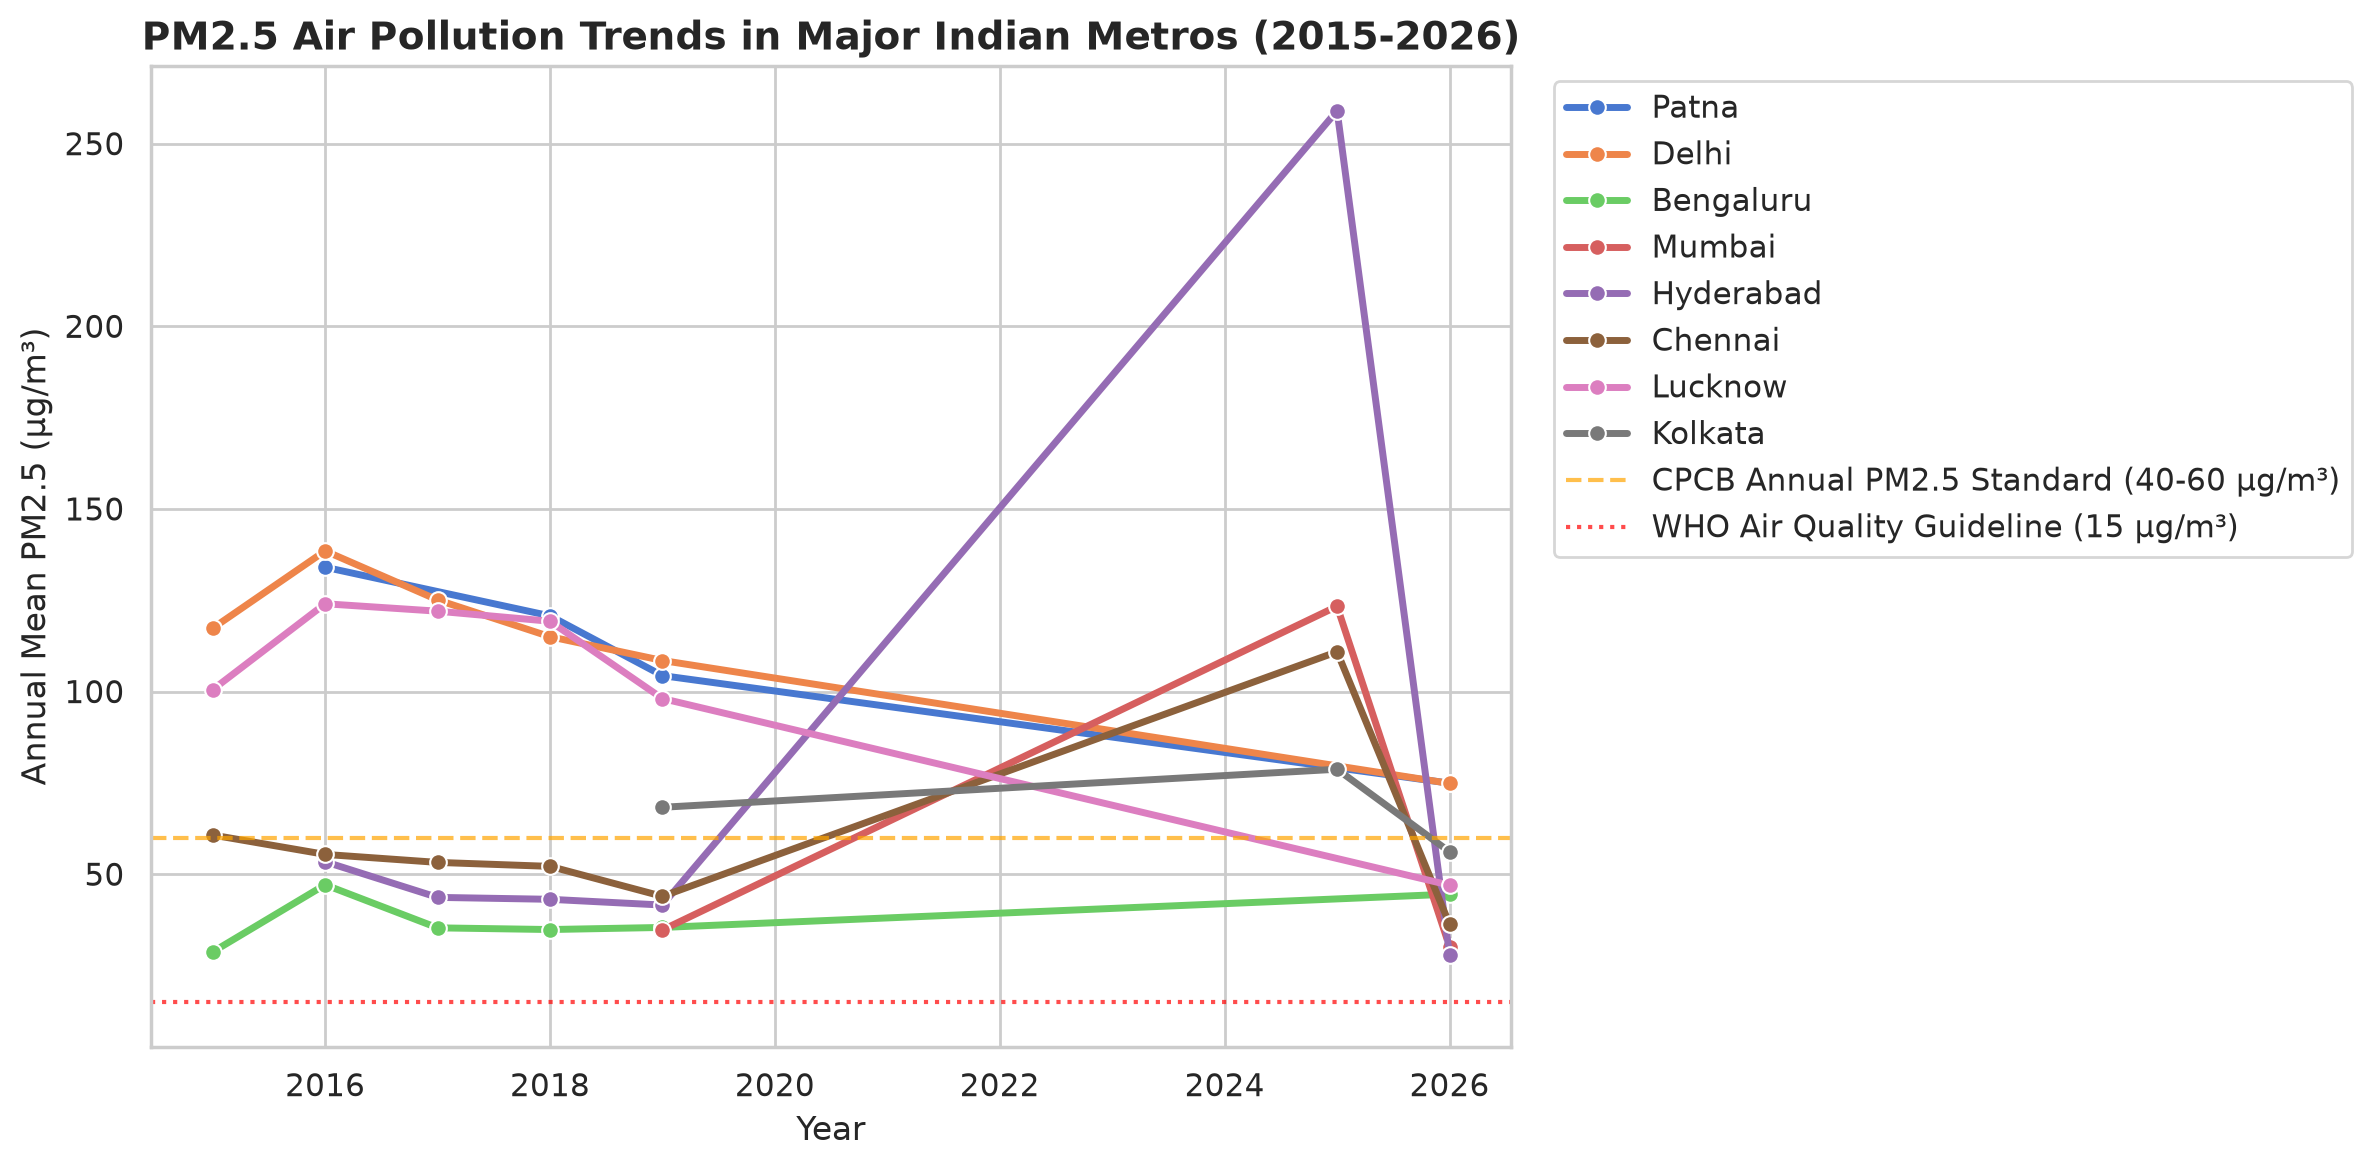 PM2.5 Air Pollution Trends in Major Indian Metros (2015-2026)
Annual Mean PM2.5 (µg/m³)
250
200
150
100
50
2016
2018
2020
2022
2024
2026
Year
Patna
Delhi
Bengaluru
Mumbai
Hyderabad
Chennai
Lucknow
Kolkata
CPCB Annual PM2.5 Standard (40-60 µg/m³)
WHO Air Quality Guideline (15 µg/m³)